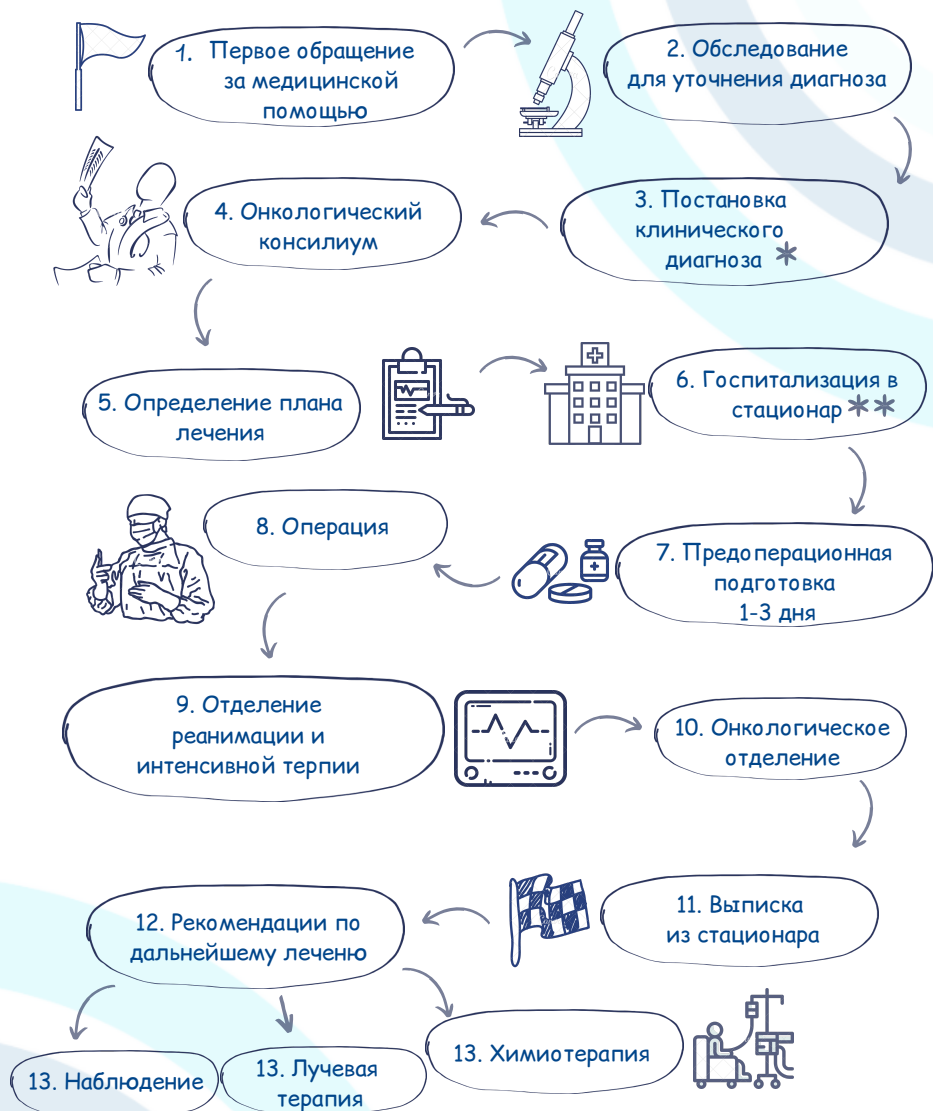 1. Первое обращение
за медицинской
помощью
2. Обследование
для уточнения диагноза
3. Постановка
клинического
диагноза *
4. Онкологический
консилиум
5. Определение плана
лечения
6. Госпитализация в
стационар **
7. Предоперационная
подготовка
1-3 дня
8. Операция
9. Отделение
реанимации и
интенсивной терпии
10. Онкологическое
отделение
11. Выписка
из стационара
12. Рекомендации по
дальнейшему леченю
13. Наблюдение
13. Лучевая
терапия
13. Химиотерапия